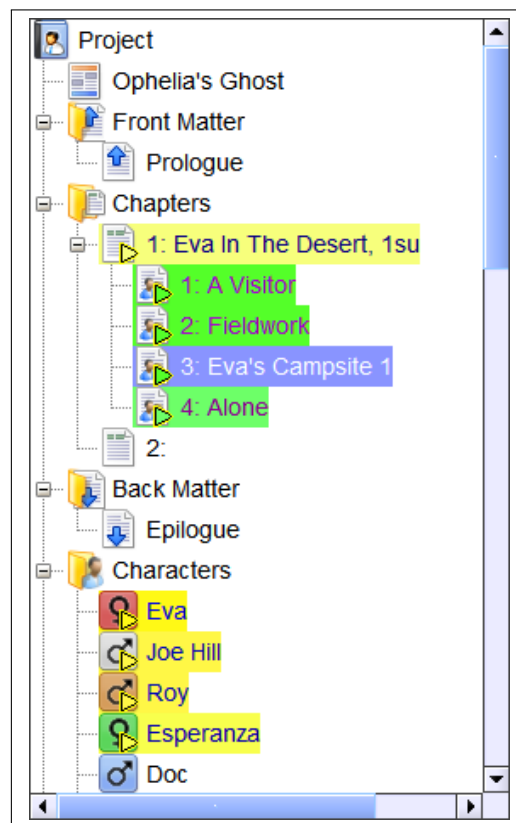 Project
Ophelia's Ghost
Front Matter
Prologue
Chapters
1: Eva In The Desert, 1su
1: A Visitor
2: Fieldwork
3: Eva's Campsite 1
4: Alone
2:
Back Matter
Epilogue
Characters
Eva
Joe Hill
Roy
Esperanza
Doc